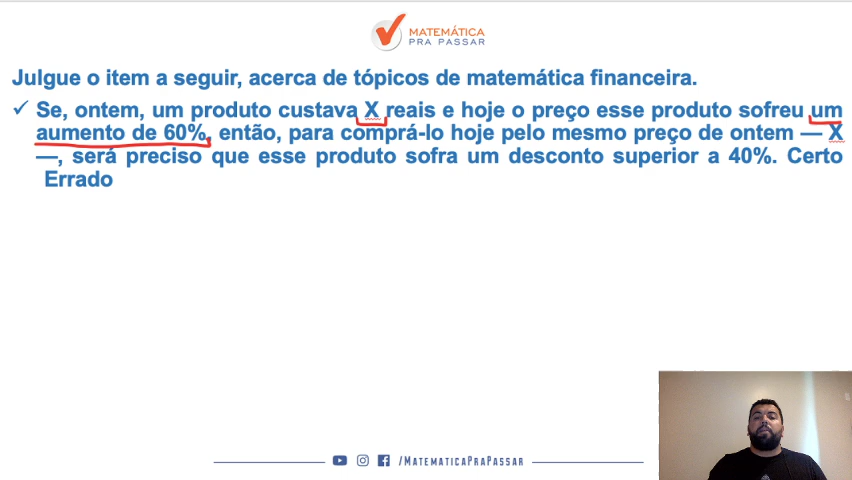 MATEMÁTICA
PRA PASSAR
Julgue o item a seguir, acerca de tópicos de matemática financeira.
✓ Se, ontem, um produto custava X reais e hoje o preço esse produto sofreu um
aumento de 60%, então, para comprá-lo hoje pelo mesmo preço de ontem — X
—, será preciso que esse produto sofra um desconto superior a 40%. Certo
Errado
/MATEMATICAPRAPASSAR